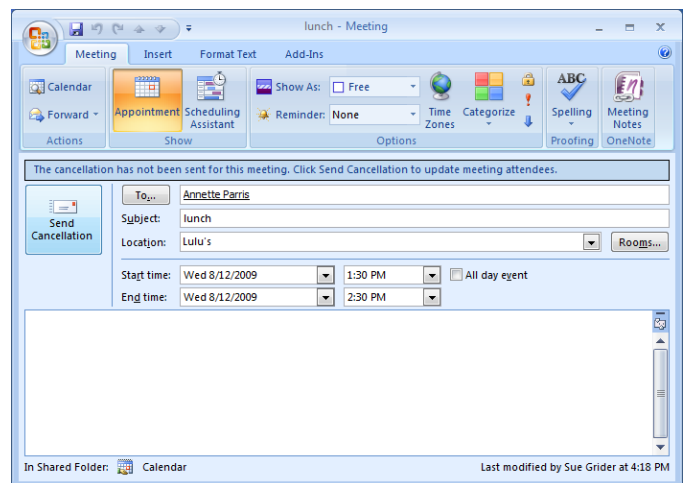 lunch - Meeting
Meeting Insert Format Text Add-Ins
Calendar
Forward
Actions
Appointment Scheduling Assistant
Show
Show As: Free
Reminder: None
Time Zones
Categorize
Options
ABC
Spelling
Proofing
Meeting Notes
OneNote
The cancellation has not been sent for this meeting. Click Send Cancellation to update meeting attendees.
Send Cancellation
To... Annette Parris
Subject: lunch
Location: Lulu's Rooms...
Start time: Wed 8/12/2009 1:30 PM All day event
End time: Wed 8/12/2009 2:30 PM
In Shared Folder: Calendar Last modified by Sue Grider at 4:18 PM